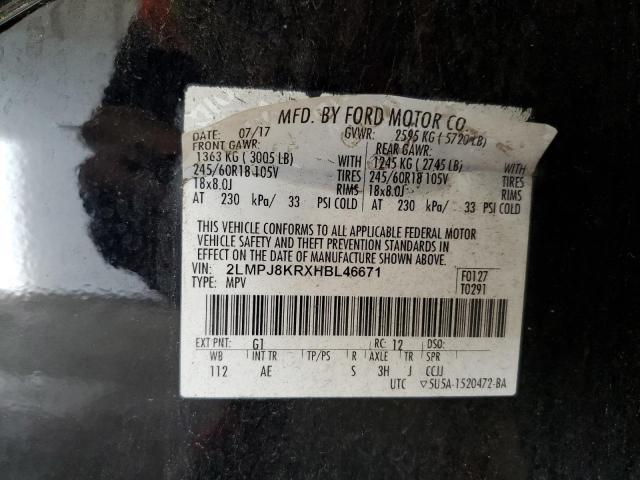 MFD. BY FORD MOTOR CO.
DATE: 07/17 GVWR: 2595 KG ( 5720 LB)
FRONT GAWR: REAR GAWR:
1363 KG ( 3005 LB) WITH 1245 KG ( 2745 LB) WITH
245/60R18 105V TIRES 245/60R18 105V TIRES
18x8.0J RIMS 18x8.0J RIMS
AT 230 kPa/ 33 PSI COLD AT 230 kPa/ 33 PSI COLD
THIS VEHICLE CONFORMS TO ALL APPLICABLE FEDERAL MOTOR
VEHICLE SAFETY AND THEFT PREVENTION STANDARDS IN
EFFECT ON THE DATE OF MANUFACTURE SHOWN ABOVE.
VIN: 2LMPJ8KRXHBL46671 F0127
TYPE: MPV T0291
EXT PNT: G1 RC: 12 DSO:
WB INT TR TP/PS R AXLE TR SPR
112 AE S 3H J CCJJ
UTC ▽5U5A-1520472-BA